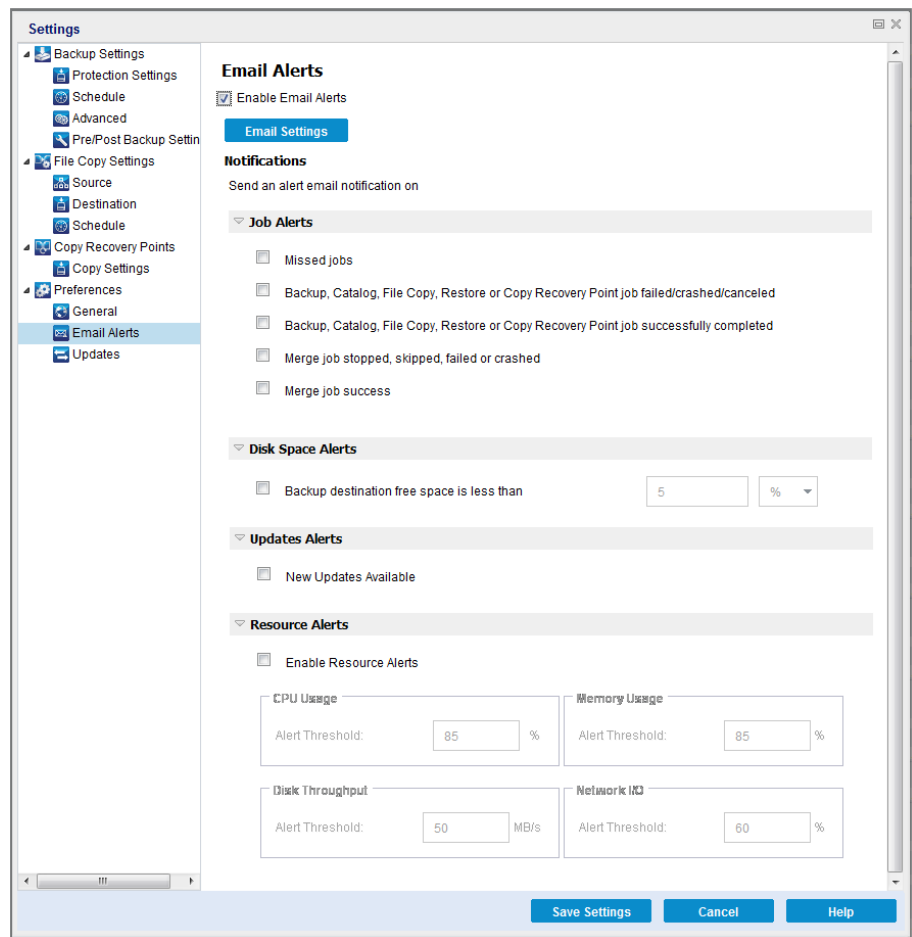 Settings
Backup Settings
Protection Settings
Schedule
Advanced
Pre/Post Backup Settin
File Copy Settings
Source
Destination
Schedule
Copy Recovery Points
Copy Settings
Preferences
General
Email Alerts
Updates
Email Alerts
Enable Email Alerts
Email Settings
Notifications
Send an alert email notification on
Job Alerts
Missed jobs
Backup, Catalog, File Copy, Restore or Copy Recovery Point job failed/crashed/canceled
Backup, Catalog, File Copy, Restore or Copy Recovery Point job successfully completed
Merge job stopped, skipped, failed or crashed
Merge job success
Disk Space Alerts
Backup destination free space is less than 5 %
Updates Alerts
New Updates Available
Resource Alerts
Enable Resource Alerts
CPU Usage
Alert Threshold: 85 %
Memory Usage
Alert Threshold: 85 %
Disk Throughput
Alert Threshold: 50 MB/s
Network I/O
Alert Threshold: 60 %
Save Settings
Cancel
Help